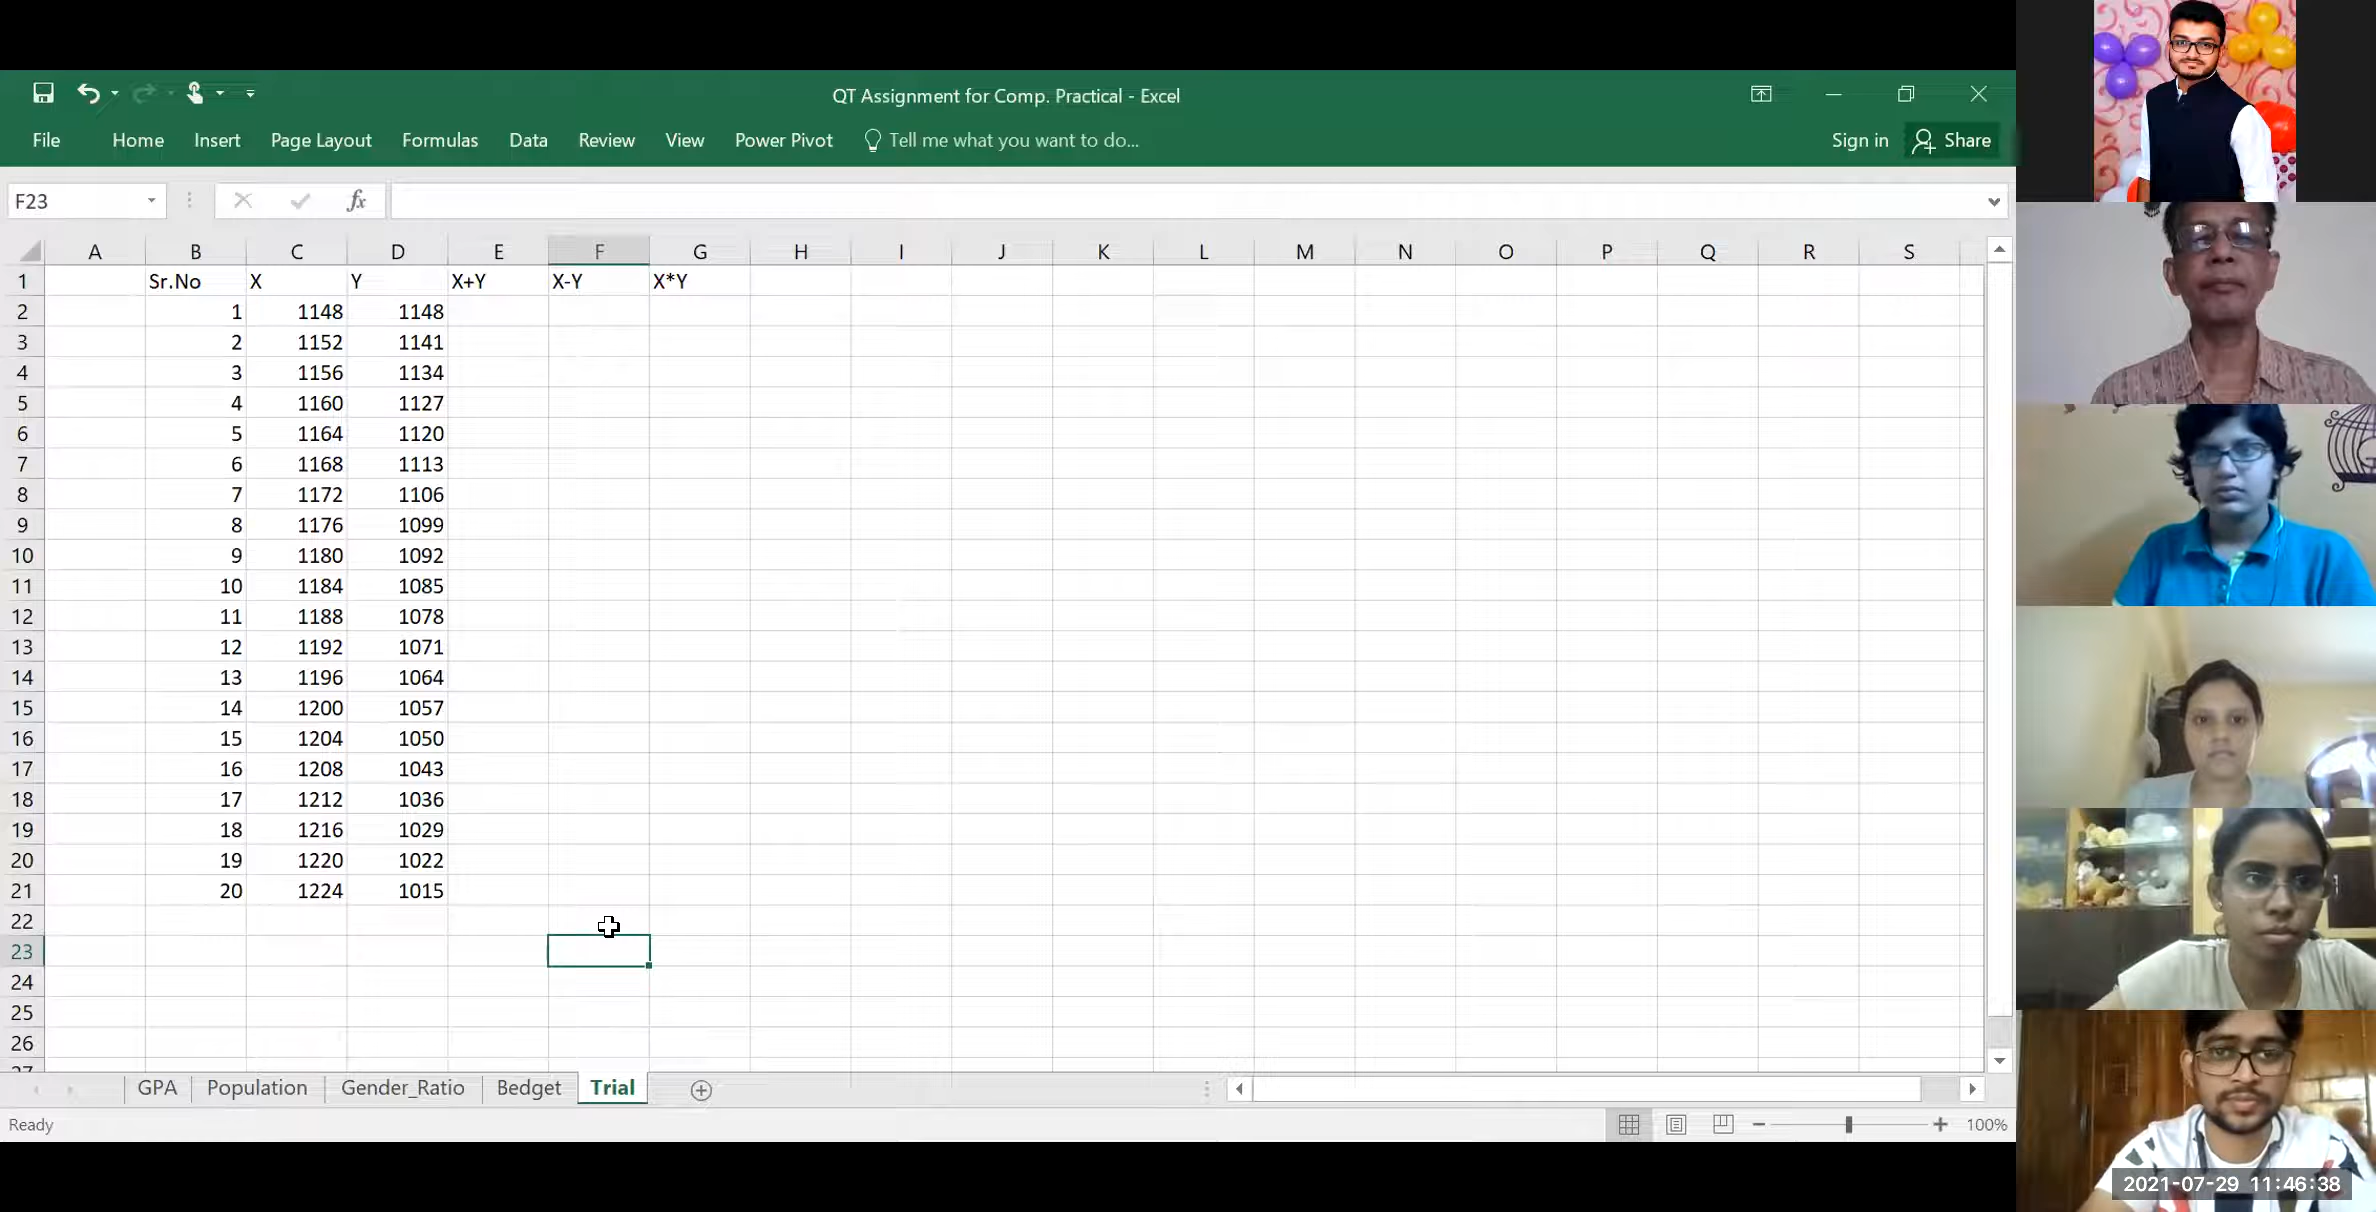 QT Assignment for Comp. Practical - Excel
File Home Insert Page Layout Formulas Data Review View Power Pivot Tell me what you want to do... Sign in Share
F23 fx
A B C D E F G H I J K L M N O P Q R S
1 Sr.No X Y X+Y X-Y X*Y
2 1 1148 1148
3 2 1152 1141
4 3 1156 1134
5 4 1160 1127
6 5 1164 1120
7 6 1168 1113
8 7 1172 1106
9 8 1176 1099
10 9 1180 1092
11 10 1184 1085
12 11 1188 1078
13 12 1192 1071
14 13 1196 1064
15 14 1200 1057
16 15 1204 1050
17 16 1208 1043
18 17 1212 1036
19 18 1216 1029
20 19 1220 1022
21 20 1224 1015
22
23
24
25
26
27
GPA Population Gender_Ratio Bedget Trial
Ready 100%
2021-07-29 11:46:38